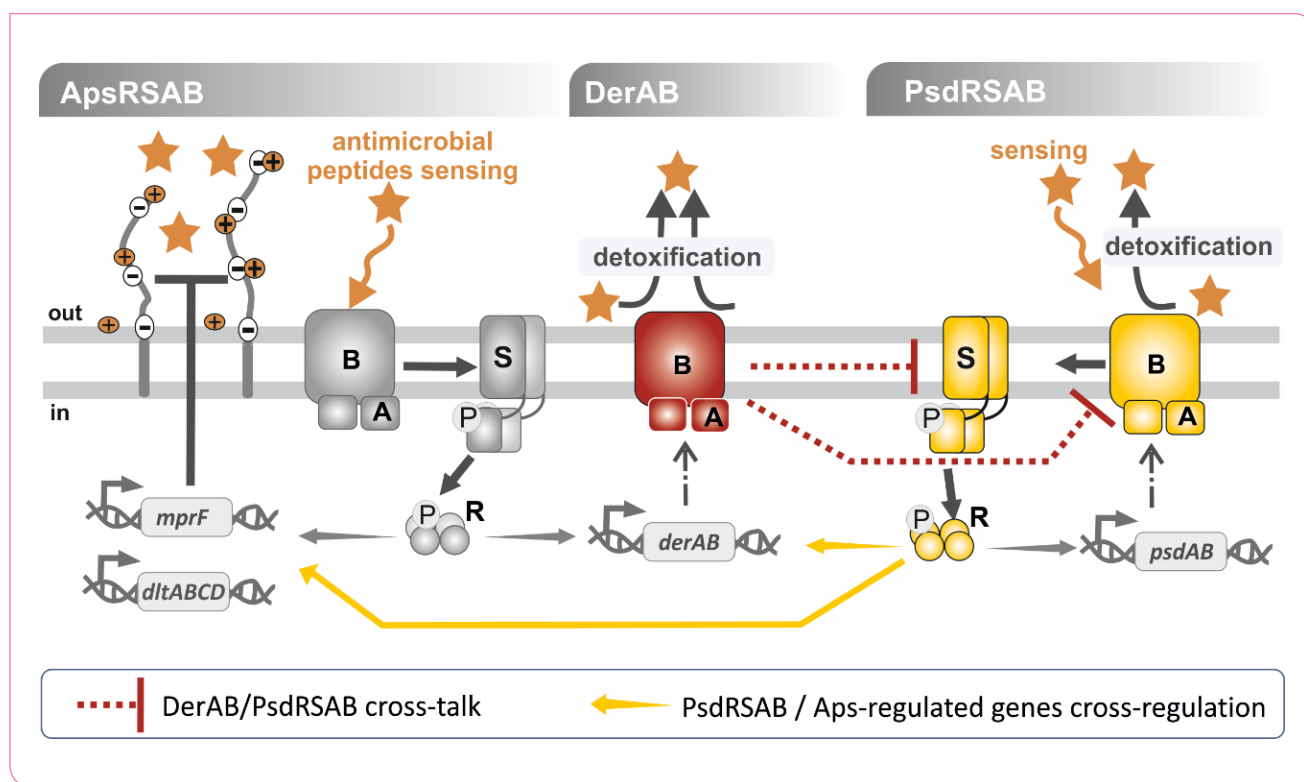 ApsRSAB
DerAB
PsdRSAB
antimicrobial
peptides sensing
sensing
detoxification
detoxification
out
in
B
A
S
P
B
A
S
P
B
A
P
R
P
R
mprF
derAB
psdAB
dltABCD
DerAB/PsdRSAB cross-talk
PsdRSAB / Aps-regulated genes cross-regulation